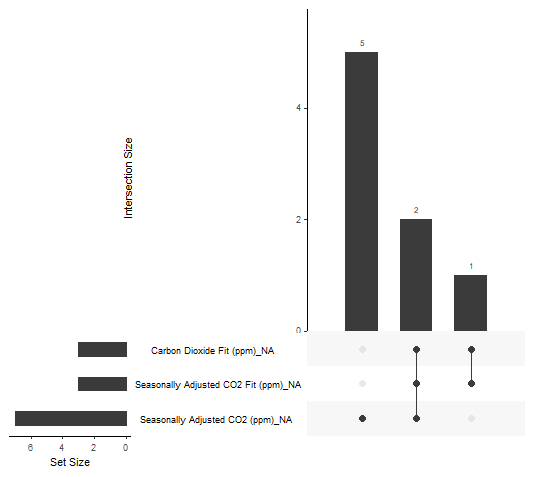 5
4
2
2
1
0
Intersection Size
Carbon Dioxide Fit (ppm)_NA
Seasonally Adjusted CO2 Fit (ppm)_NA
Seasonally Adjusted CO2 (ppm)_NA
6 4 2 0
Set Size